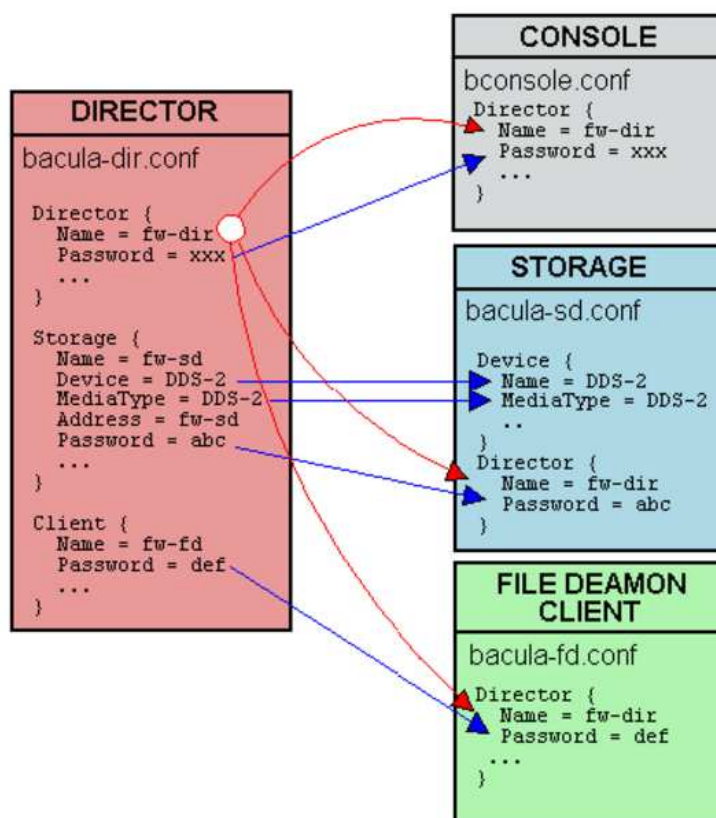 DIRECTOR
bacula-dir.conf
Director {
Name = fw-dir
Password = xxx
...
}
Storage {
Name = fw-sd
Device = DDS-2
MediaType = DDS-2
Address = fw-sd
Password = abc
...
}
Client {
Name = fw-fd
Password = def
...
}
CONSOLE
bconsole.conf
Director {
Name = fw-dir
Password = xxx
...
}
STORAGE
bacula-sd.conf
Device {
Name = DDS-2
MediaType = DDS-2
..
}
Director {
Name = fw-dir
Password = abc
}
FILE DEAMON
CLIENT
bacula-fd.conf
Director {
Name = fw-dir
Password = def
...
}